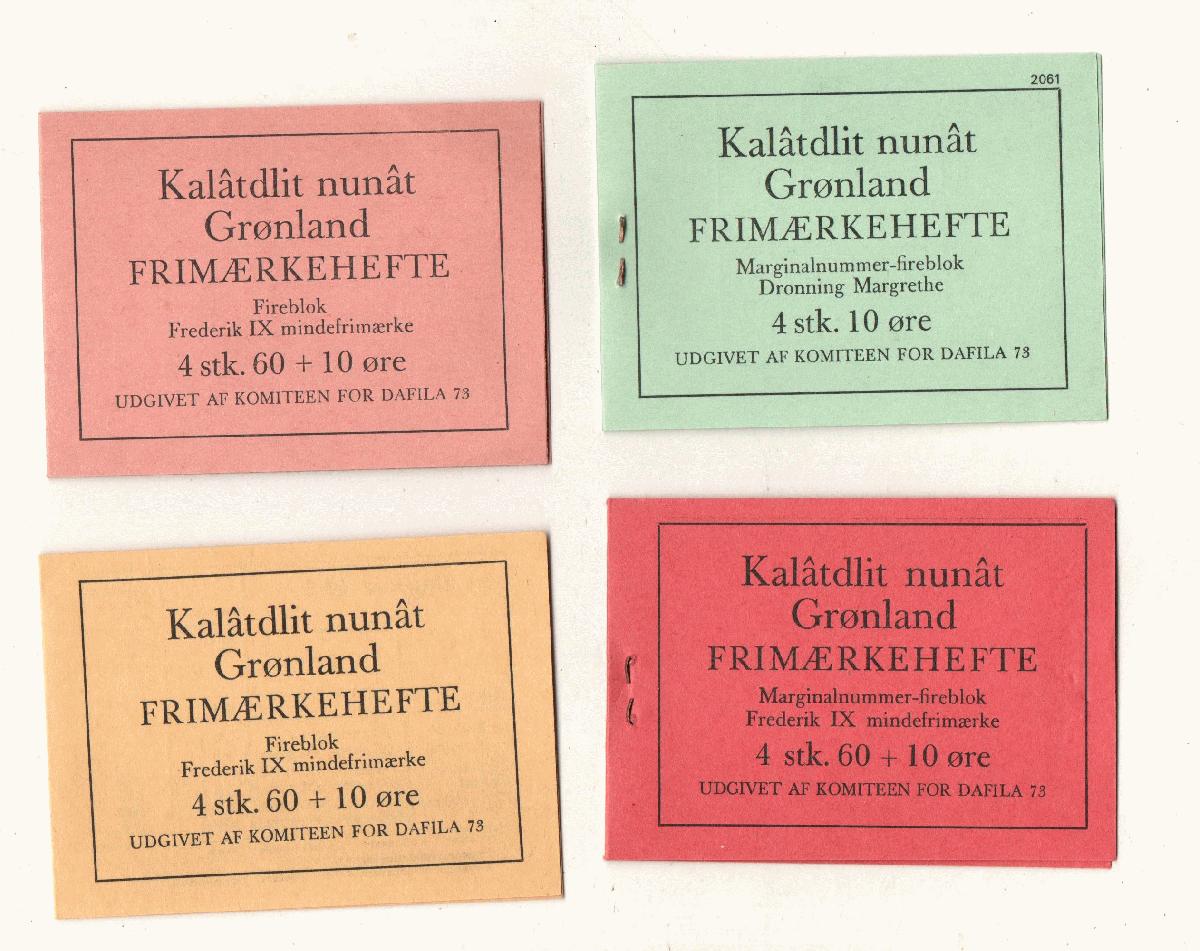 Kalâtdlit nunât
Grønland
FRIMÆRKEHEFTE
Fireblok
Frederik IX mindefrimærke
4 stk. 60 + 10 øre
UDGIVET AF KOMITEEN FOR DAFILA 73
2061
Kalâtdlit nunât
Grønland
FRIMÆRKEHEFTE
Marginalnummer-fireblok
Dronning Margrethe
4 stk. 10 øre
UDGIVET AF KOMITEEN FOR DAFILA 73
Kalâtdlit nunât
Grønland
FRIMÆRKEHEFTE
Fireblok
Frederik IX mindefrimærke
4 stk. 60 + 10 øre
UDGIVET AF KOMITEEN FOR DAFILA 73
Kalâtdlit nunât
Grønland
FRIMÆRKEHEFTE
Marginalnummer-fireblok
Frederik IX mindefrimærke
4 stk. 60 + 10 øre
UDGIVET AF KOMITEEN FOR DAFILA 73